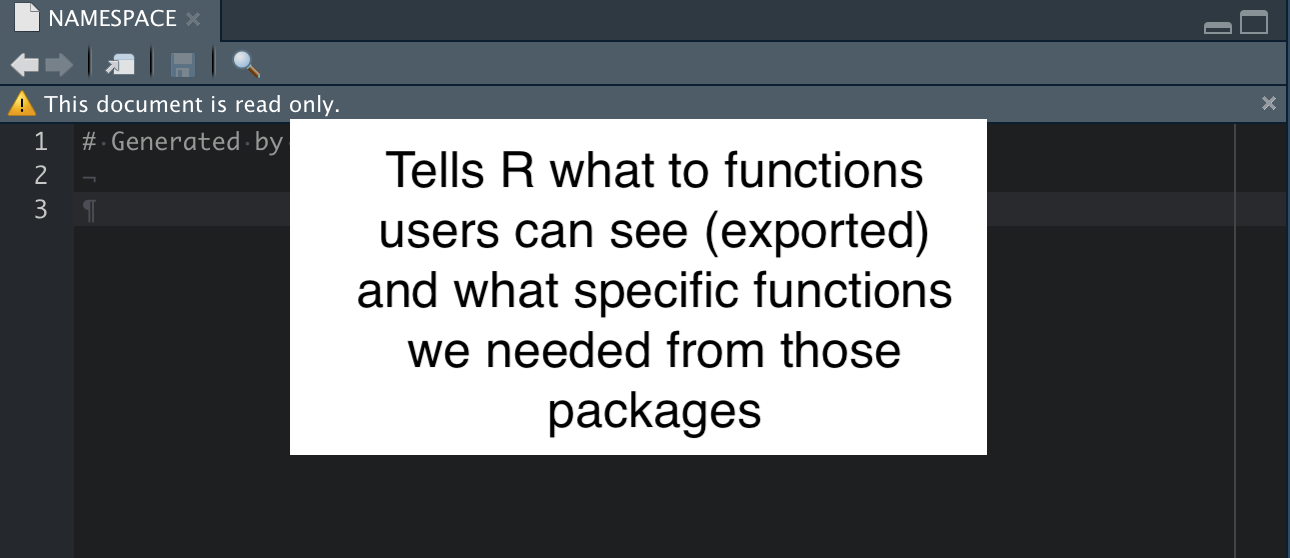 NAMESPACE
This document is read only.
1 # Generated by
2
3
Tells R what to functions
users can see (exported)
and what specific functions
we needed from those
packages